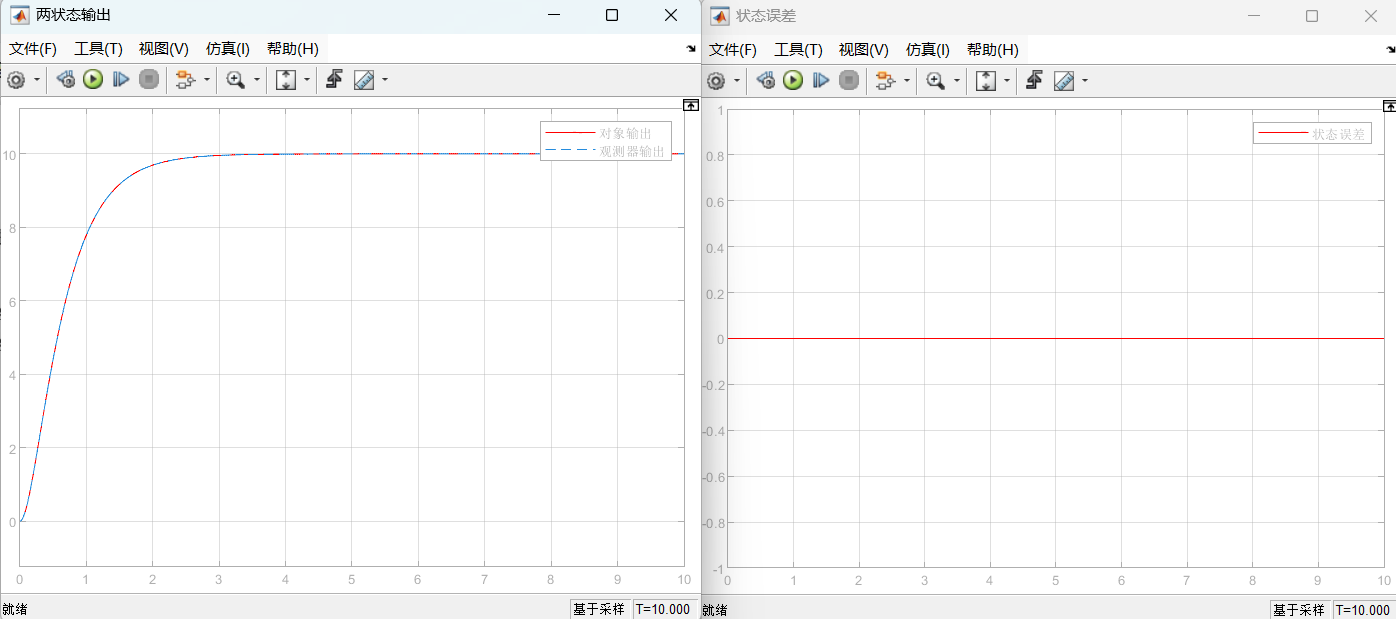 两状态输出
文件(F) 工具(T) 视图(V) 仿真(I) 帮助(H)
对象输出
观测器输出
10
8
6
4
2
0
0 1 2 3 4 5 6 7 8 9 10
就绪 基于采样 T=10.000
状态误差
文件(F) 工具(T) 视图(V) 仿真(I) 帮助(H)
状态误差
1
0.8
0.6
0.4
0.2
0
-0.2
-0.4
-0.6
-0.8
-1
0 1 2 3 4 5 6 7 8 9 10
就绪 基于采样 T=10.000